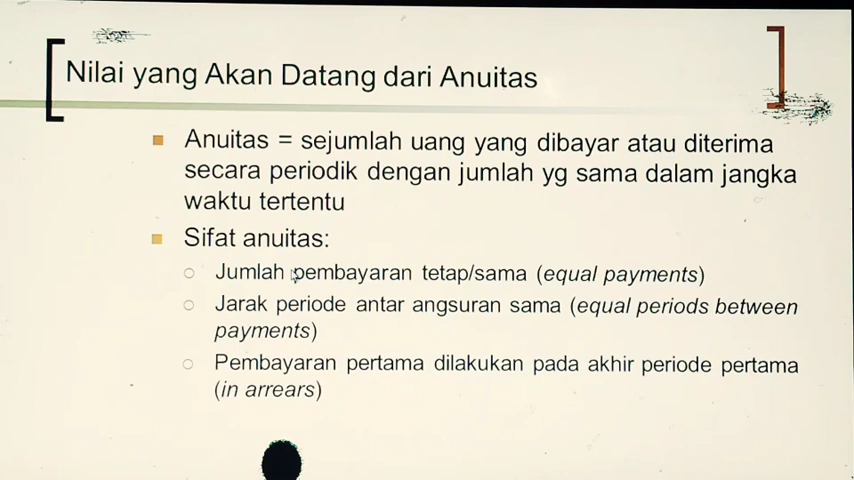 Nilai yang Akan Datang dari Anuitas
Anuitas = sejumlah uang yang dibayar atau diterima
secara periodik dengan jumlah yg sama dalam jangka
waktu tertentu
Sifat anuitas:
Jumlah pembayaran tetap/sama (equal payments)
Jarak periode antar angsuran sama (equal periods between
payments)
Pembayaran pertama dilakukan pada akhir periode pertama
(in arrears)